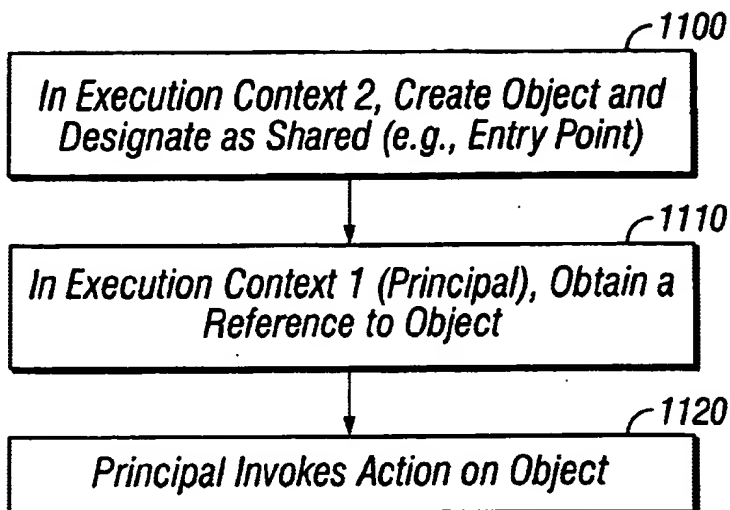 1100
In Execution Context 2, Create Object and
Designate as Shared (e.g., Entry Point)
1110
In Execution Context 1 (Principal), Obtain a
Reference to Object
1120
Principal Invokes Action on Object